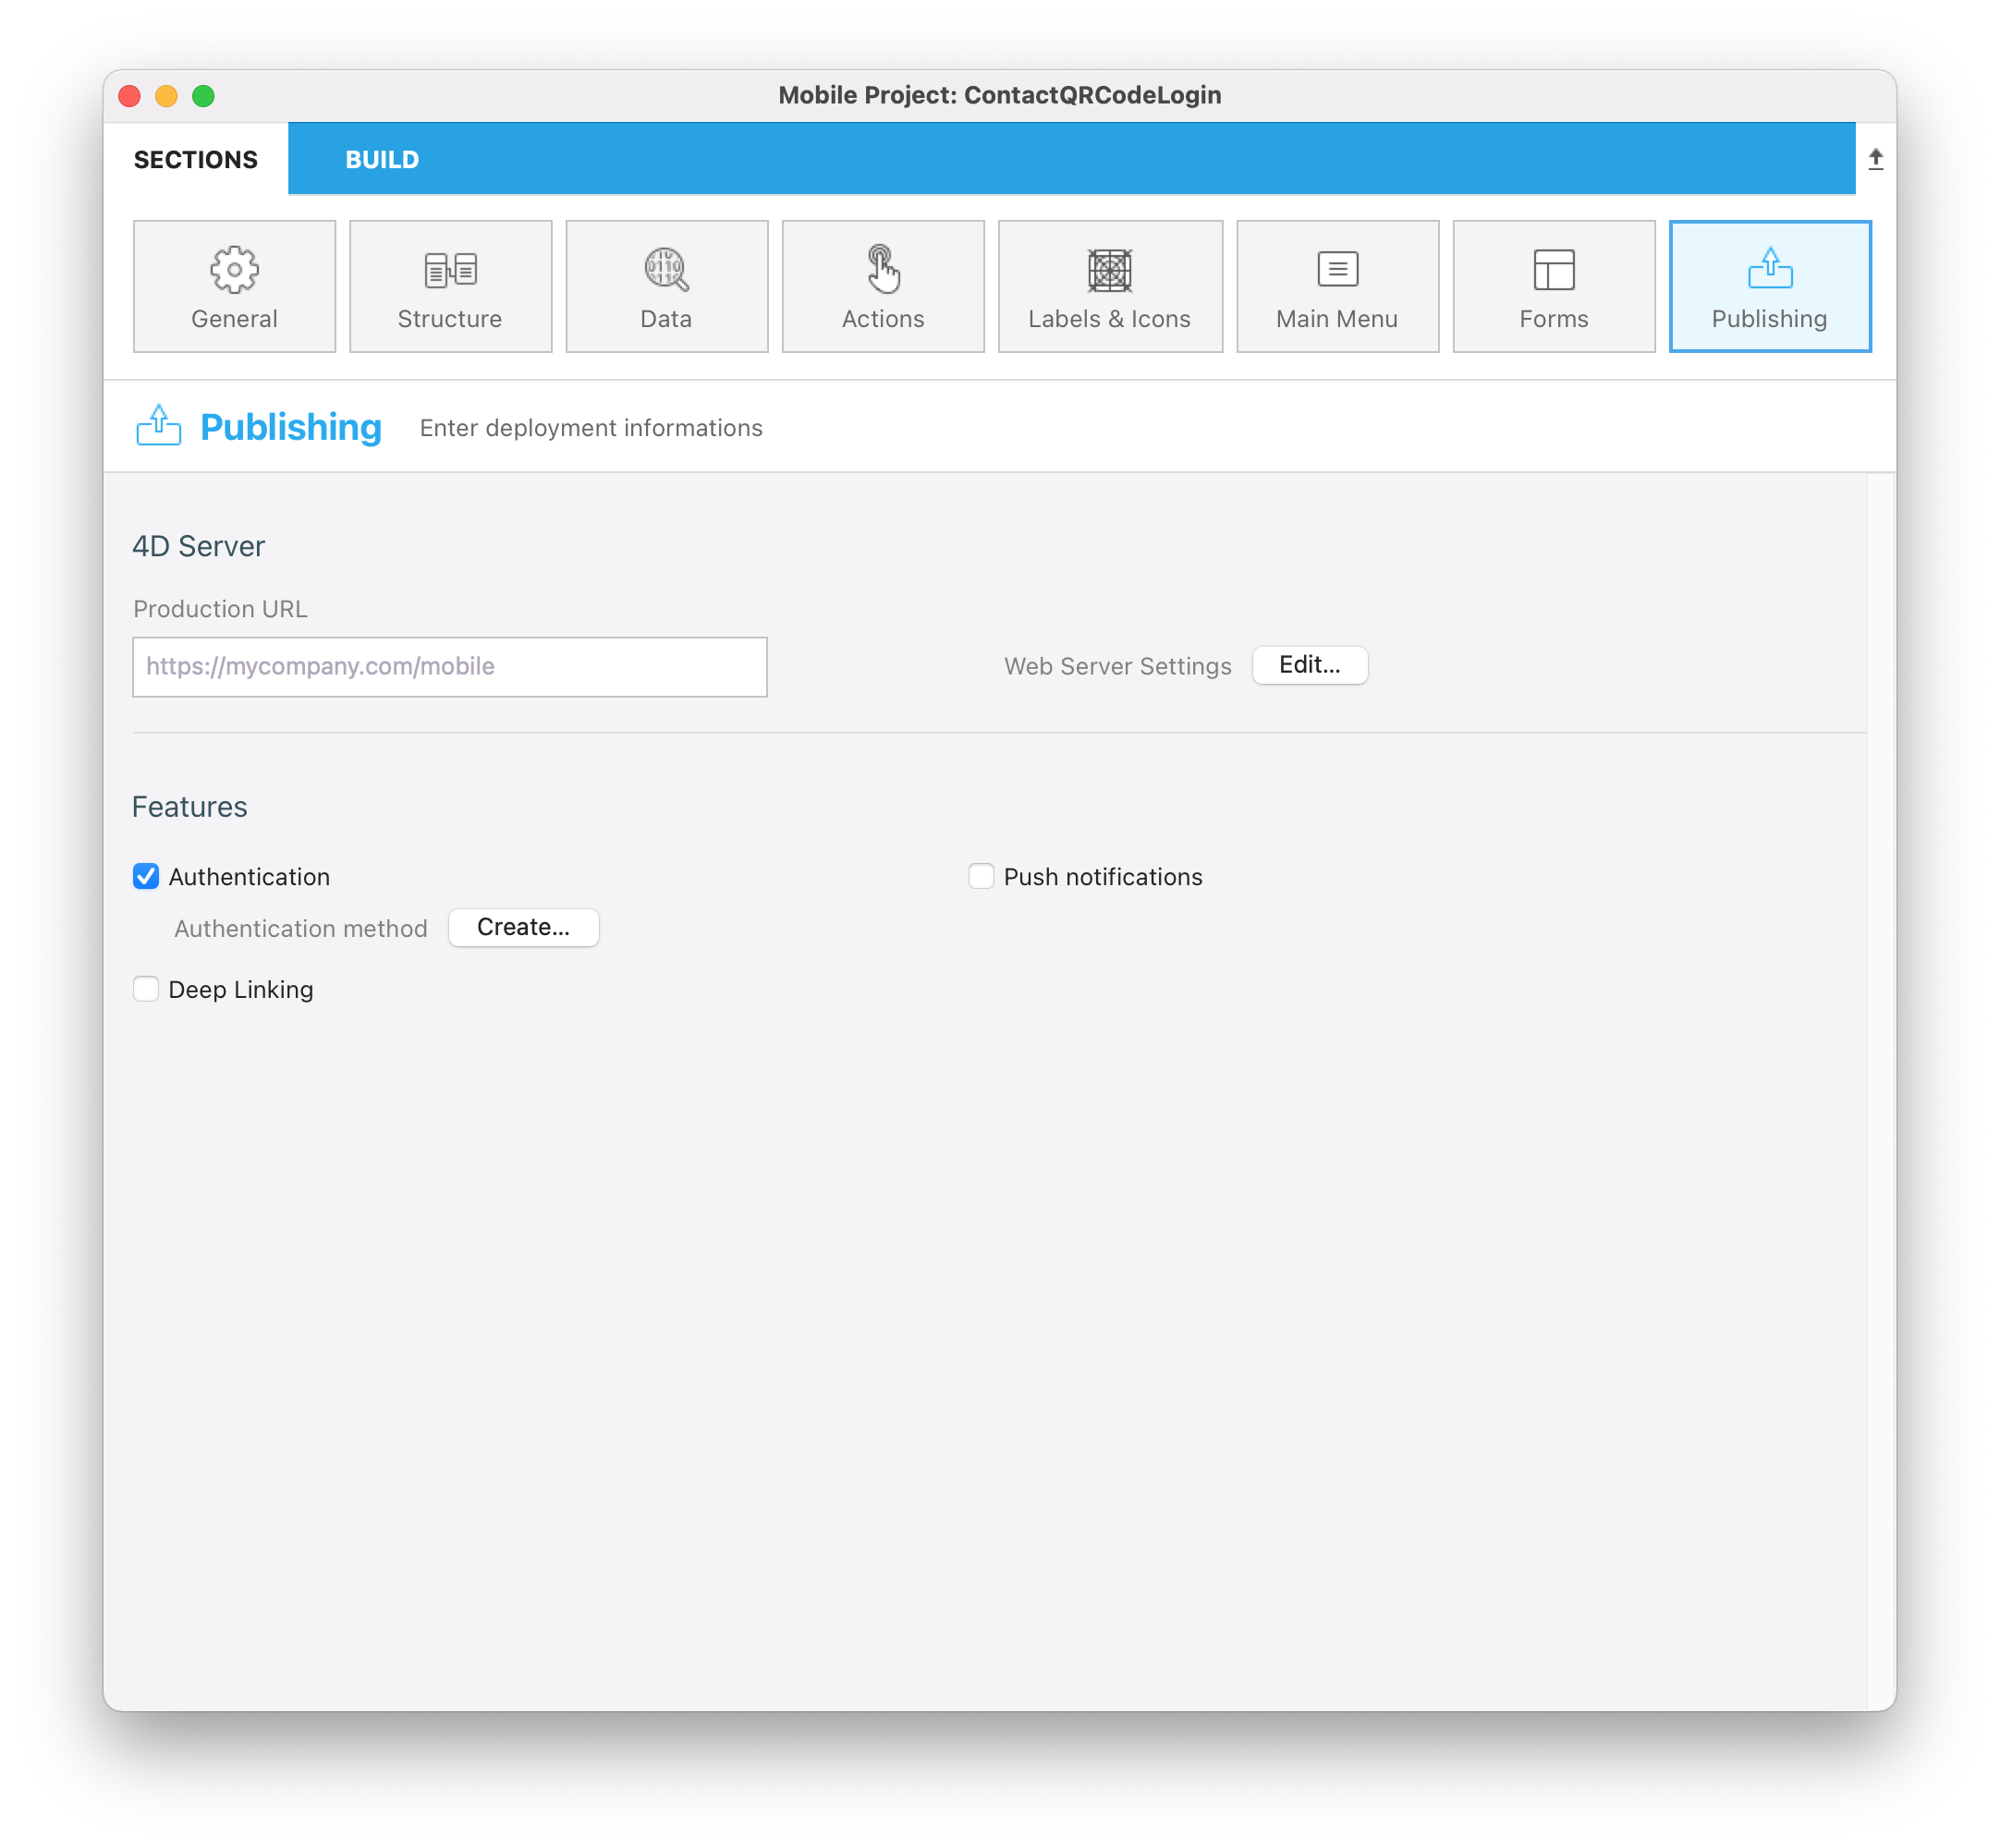 Mobile Project: ContactQRCodeLogin
SECTIONS BUILD
General Structure Data Actions Labels & Icons Main Menu Forms Publishing
Publishing Enter deployment informations
4D Server
Production URL
https://mycompany.com/mobile Web Server Settings Edit...
Features
Authentication Push notifications
Authentication method Create...
Deep Linking